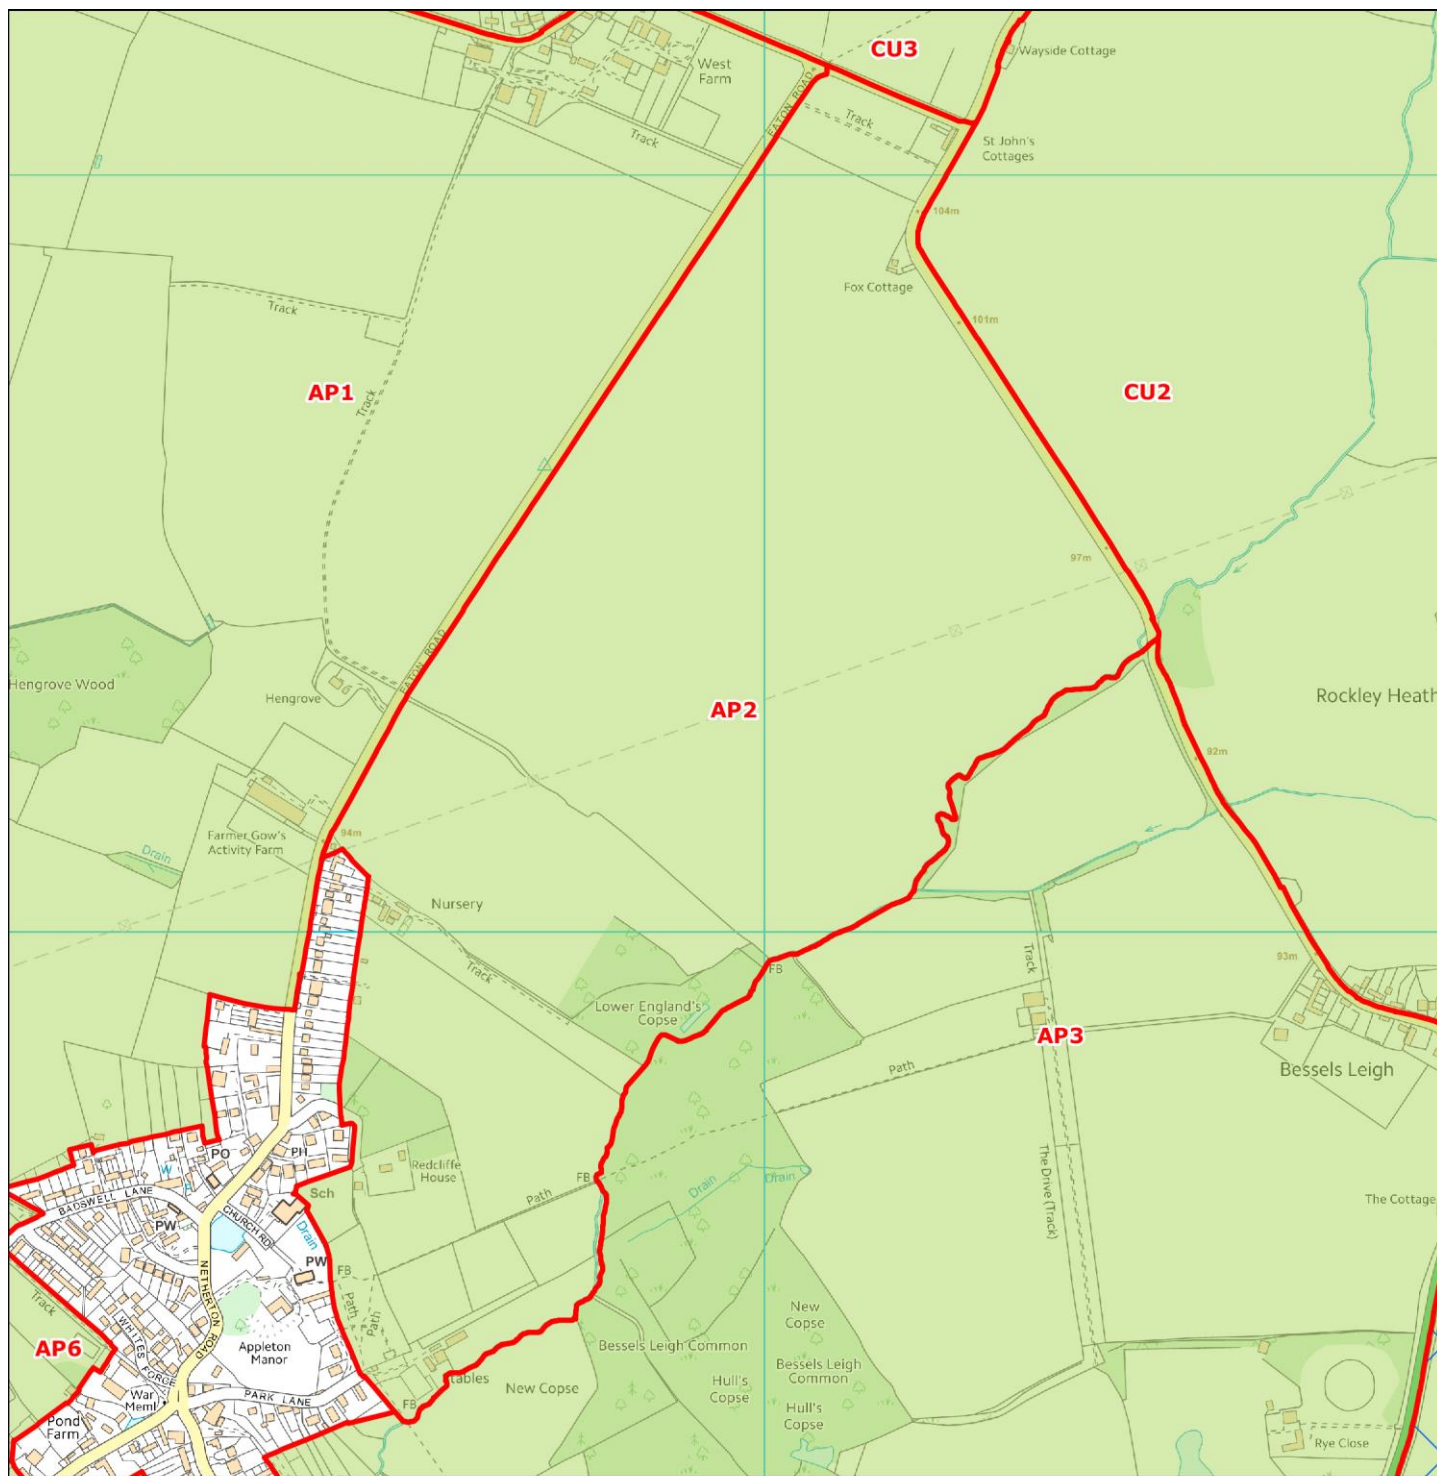 CU3
Wayside Cottage
West
Farm
EATON ROAD
Track
Track
St John's
Cottages
104m
Fox Cottage
Track
101m
AP1
Track
CU2
97m
EATON ROAD
Hengrove Wood
Hengrove
AP2
Rockley Heath
92m
94m
Farmer Gow's
Activity Farm
Drain
Nursery
Track
Track
93m
FB
Lower England's
Copse
AP3
Path
Bessels Leigh
PO
PH
Redcliffe
House
FB
Path
Drain
Drain
The Drive (Track)
The Cottage
W
BADSWELL LANE
Sch
PW
CHURCH RD
Drain
PW
FB
Path
Path
NETHERTON ROAD
Track
WHITES FORGE
AP6
Appleton
Manor
New
Copse
Bessels Leigh Common
Bessels Leigh
Common
Hull's
Copse
tables
New Copse
PARK LANE
FB
War
Meml
Pond
Farm
Hull's
Copse
Rye Close